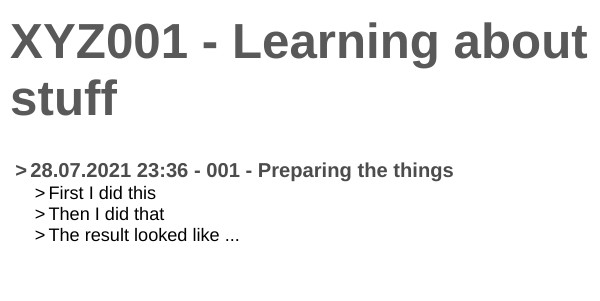 XYZ001 - Learning about
stuff
> 28.07.2021 23:36 - 001 - Preparing the things
> First I did this
> Then I did that
> The result looked like ...